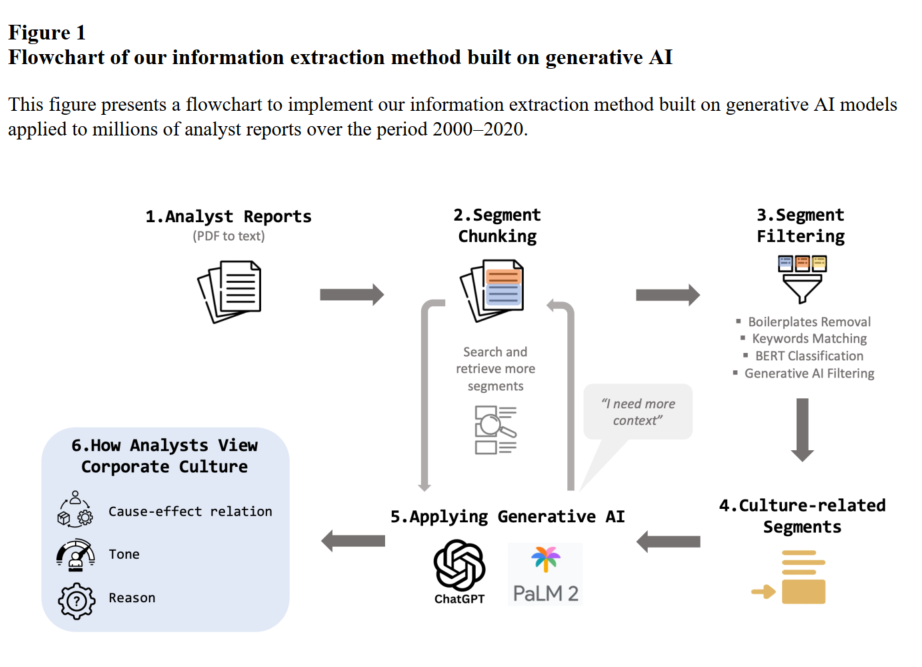 Figure 1
Flowchart of our information extraction method built on generative AI
This figure presents a flowchart to implement our information extraction method built on generative AI models
applied to millions of analyst reports over the period 2000–2020.
1.Analyst Reports
(PDF to text)
2.Segment
Chunking
3.Segment
Filtering
▪ Boilerplates Removal
▪ Keywords Matching
▪ BERT Classification
▪ Generative AI Filtering
Search and
retrieve more
segments
"I need more
context"
4.Culture-related
Segments
5.Applying Generative AI
ChatGPT
PaLM 2
6.How Analysts View
Corporate Culture
Cause-effect relation
Tone
?
Reason